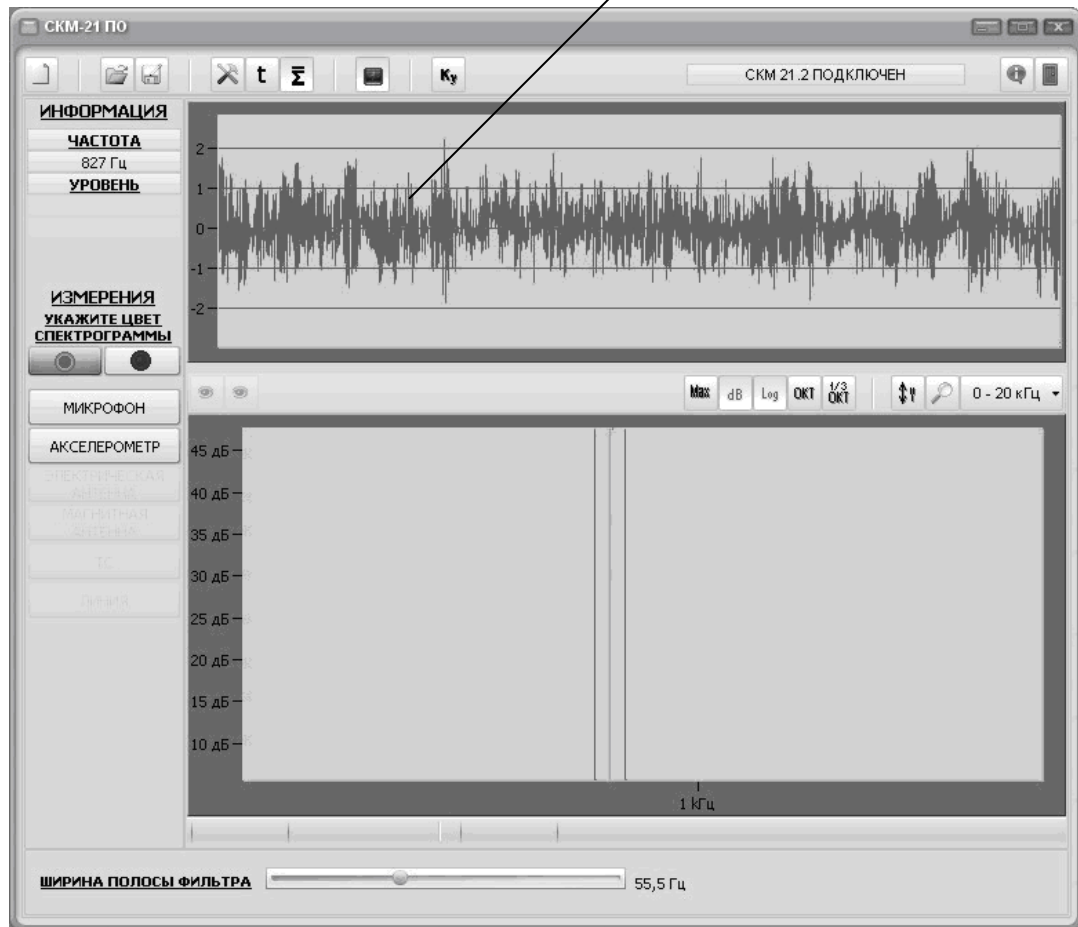 СКМ-21 ПО
t Σ Ку СКМ 21.2 ПОДКЛЮЧЕН
ИНФОРМАЦИЯ
ЧАСТОТА
827 Гц
УРОВЕНЬ
2
1
0
-1
-2
ИЗМЕРЕНИЯ
УКАЖИТЕ ЦВЕТ
СПЕКТРОГРАММЫ
МИКРОФОН
АКСЕЛЕРОМЕТР
ЭЛЕКТРИЧЕСКАЯ
АНТЕННА
МАГНИТНАЯ
АНТЕННА
ТС
ЛИНИЯ
Max dB Log ОКТ 1/3 ОКТ Y 0 - 20 кГц
45 дБ
40 дБ
35 дБ
30 дБ
25 дБ
20 дБ
15 дБ
10 дБ
1 kГц
ШИРИНА ПОЛОСЫ ФИЛЬТРА 55,5 Гц